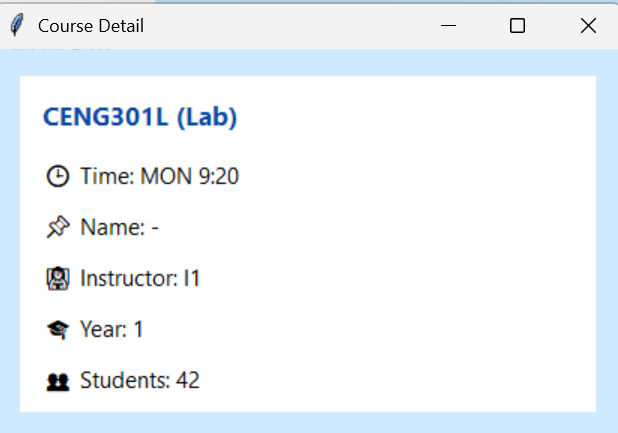 Course Detail
CENG301L (Lab)
Time: MON 9:20
Name: -
Instructor: I1
Year: 1
Students: 42